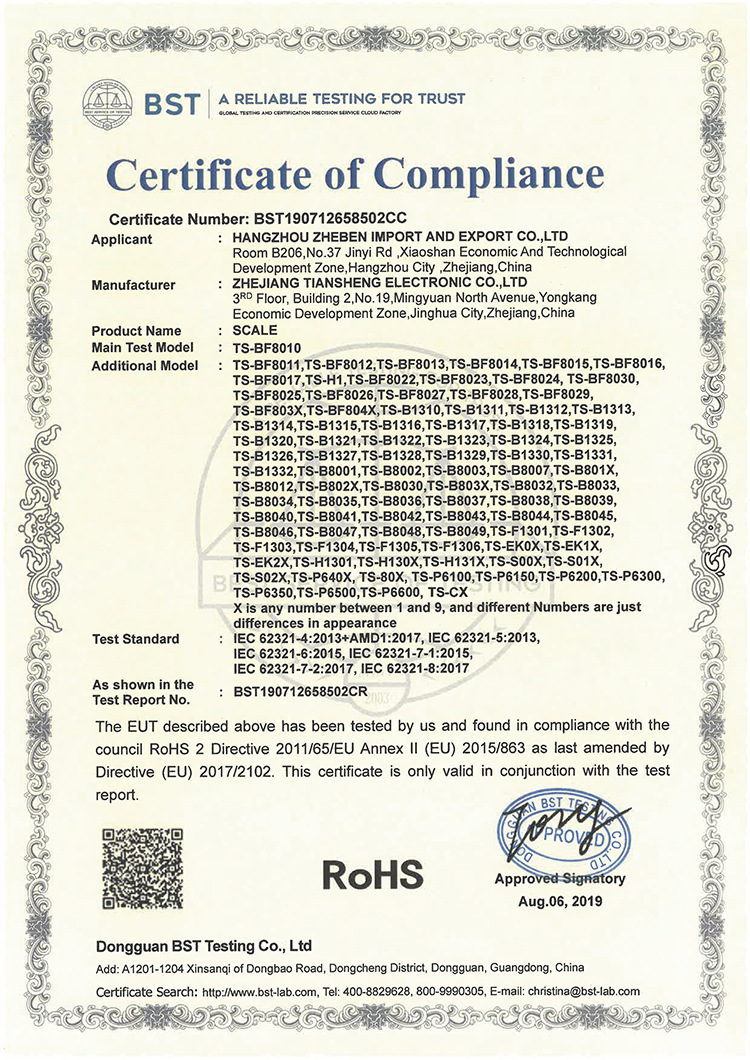 BST A RELIABLE TESTING FOR TRUST
GLOBAL TESTING AND CERTIFICATION PRECISION SERVICE CLOUD FACTORY
Certificate of Compliance
Certificate Number: BST190712658502CC
Applicant : HANGZHOU ZHEBEN IMPORT AND EXPORT CO.,LTD
Room B206,No.37 Jinyi Rd ,Xiaoshan Economic And Technological
Development Zone,Hangzhou City ,Zhejiang,China
Manufacturer : ZHEJIANG TIANSHENG ELECTRONIC CO.,LTD
3RD Floor, Building 2,No.19,Mingyuan North Avenue,Yongkang
Economic Development Zone,Jinghua City,Zhejiang,China
Product Name : SCALE
Main Test Model : TS-BF8010
Additional Model : TS-BF8011,TS-BF8012,TS-BF8013,TS-BF8014,TS-BF8015,TS-BF8016,
TS-BF8017,TS-H1,TS-BF8022,TS-BF8023,TS-BF8024, TS-BF8030,
TS-BF8025,TS-BF8026,TS-BF8027,TS-BF8028,TS-BF8029,
TS-BF803X,TS-BF804X,TS-B1310,TS-B1311,TS-B1312,TS-B1313,
TS-B1314,TS-B1315,TS-B1316,TS-B1317,TS-B1318,TS-B1319,
TS-B1320,TS-B1321,TS-B1322,TS-B1323,TS-B1324,TS-B1325,
TS-B1326,TS-B1327,TS-B1328,TS-B1329,TS-B1330,TS-B1331,
TS-B1332,TS-B8001,TS-B8002,TS-B8003,TS-B8007,TS-B801X,
TS-B8012,TS-B802X,TS-B8030,TS-B803X,TS-B8032,TS-B8033,
TS-B8034,TS-B8035,TS-B8036,TS-B8037,TS-B8038,TS-B8039,
TS-B8040,TS-B8041,TS-B8042,TS-B8043,TS-B8044,TS-B8045,
TS-B8046,TS-B8047,TS-B8048,TS-B8049,TS-F1301,TS-F1302,
TS-F1303,TS-F1304,TS-F1305,TS-F1306,TS-EK0X,TS-EK1X,
TS-EK2X,TS-H1301,TS-H130X,TS-H131X,TS-S00X,TS-S01X,
TS-S02X,TS-P640X, TS-80X, TS-P6100,TS-P6150,TS-P6200,TS-P6300,
TS-P6350,TS-P6500,TS-P6600, TS-CX
X is any number between 1 and 9, and different Numbers are just
differences in appearance
Test Standard : IEC 62321-4:2013+AMD1:2017, IEC 62321-5:2013,
IEC 62321-6:2015, IEC 62321-7-1:2015,
IEC 62321-7-2:2017, IEC 62321-8:2017
As shown in the
Test Report No. : BST190712658502CR
2003
The EUT described above has been tested by us and found in compliance with the
council RoHS 2 Directive 2011/65/EU Annex II (EU) 2015/863 as last amended by
Directive (EU) 2017/2102. This certificate is only valid in conjunction with the test
report.
DONGGUAN BST TESTING CO.,LTD
APPROVED
RoHS
Approved Signatory
Aug.06, 2019
Dongguan BST Testing Co., Ltd
Add: A1201-1204 Xinsanqi of Dongbao Road, Dongcheng District, Dongguan, Guangdong, China
Certificate Search: http://www.bst-lab.com, Tel: 400-8829628, 800-9990305, E-mail: christina@bst-lab.com